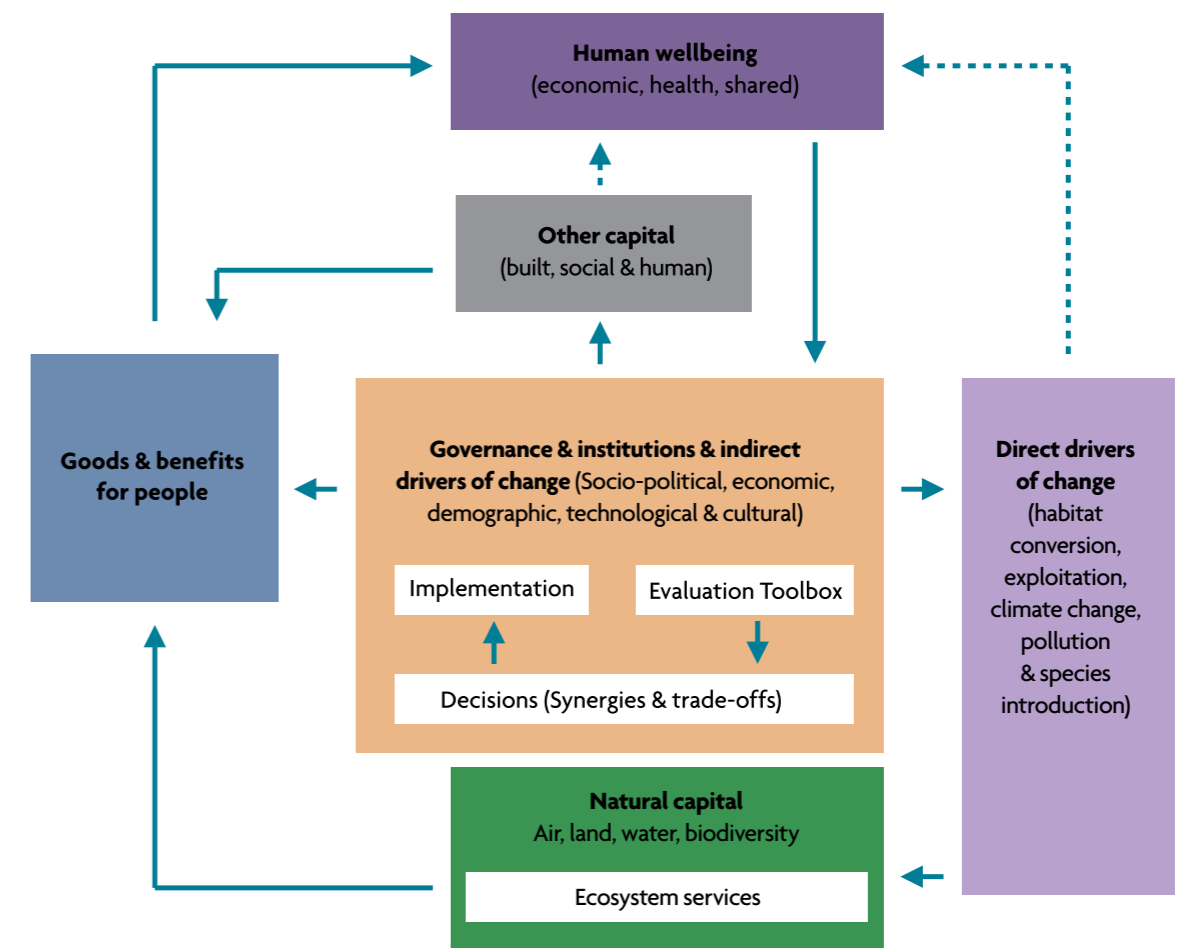 Human wellbeing
(economic, health, shared)
Other capital
(built, social & human)
Goods & benefits
for people
Governance & institutions & indirect
drivers of change (Socio-political, economic,
demographic, technological & cultural)
Implementation
Evaluation Toolbox
Decisions (Synergies & trade-offs)
Direct drivers
of change
(habitat
conversion,
exploitation,
climate change,
pollution
& species
introduction)
Natural capital
Air, land, water, biodiversity
Ecosystem services